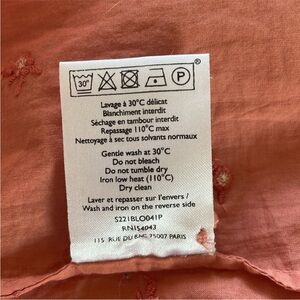 30°
P
®
Lavage à 30°C délicat
Blanchiment interdit
Séchage en tambour interdit
Repassage 110°C max
Nettoyage à sec tous solvants normaux
Gentle wash at 30°C
Do not bleach
Do not tumble dry
Iron low heat (110°C)
Dry clean
Laver et repasser sur l'envers /
Wash and iron on the reverse side
S221BLO041P
RN154043
115 RUE DU BAC 75007 PARIS